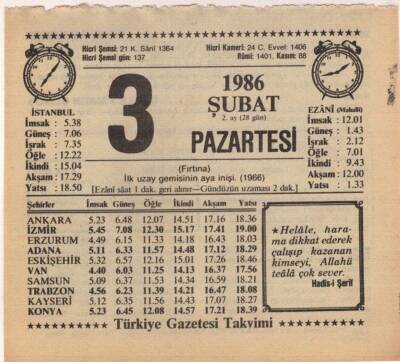 Hicrî Şemsî: 21 K. Sâni 1364
Hicrî Şemsî gün: 137
Hicrî Kamerî: 24 C. Evvel: 1406
Rûmî: 1401, Kasım: 88
3
1986
ŞUBAT
2. ay (28 gün)
PAZARTESİ
İSTANBUL
İmsak : 5.38
Güneş : 7.06
İşrak : 7.35
Öğle : 12.22
İkindi : 15.04
Akşam : 17.29
Yatsı : 18.50
EZÂNÎ (Mahalli)
İmsak : 12.01
Güneş : 1.43
İşrak : 2.12
Öğle : 7.01
İkindi : 9.43
Akşam : 12.00
Yatsı : 1.33
(Fırtına)
İlk uzay gemisinin aya inişi. (1966)
[Ezânî sâat 1 dak. geri alınır—Gündüzün uzaması 2 dak.]
Şehirler İmsak Güneş Öğle İkindi Akşam Yatsı
ANKARA 5.23 6.48 12.07 14.51 17.16 18.36
İZMİR 5.45 7.08 12.30 15.17 17.41 19.00
ERZURUM 4.49 6.15 11.33 14.18 16.43 18.03
ADANA 5.11 6.33 11.57 14.48 17.12 18.29
ESKİŞEHİR 5.32 6.57 12.16 15.01 17.26 18.46
VAN 4.40 6.03 11.25 14.13 16.37 17.56
SAMSUN 5.09 6.37 11.53 14.34 16.59 18.21
TRABZON 4.56 6.23 11.39 14.21 16.47 18.08
KAYSERİ 5.12 6.35 11.56 14.43 17.07 18.27
KONYA 5.23 6.45 12.08 14.57 17.21 18.39
Helâle, hara-
ma dikkat ederek
çalışıp kazanan
kimseyi, Allahü
teâlâ çok sever.
Hadis-i Şerif
Türkiye Gazetesi Takvimi